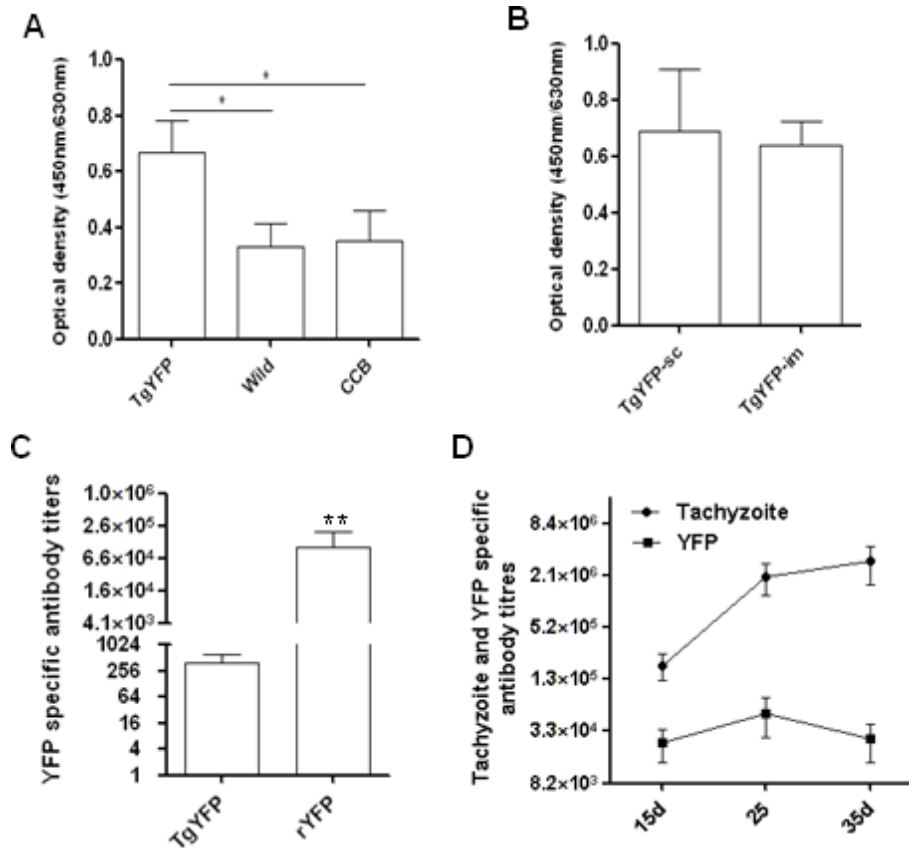 A
Optical density (450nm/630nm)
1.0
0.8
0.6
0.4
0.2
0.0
*
*
TgYFP
Wild
CCB
B
Optical density (450nm/630nm)
1.0
0.8
0.6
0.4
0.2
0.0
TgYFP-sc
TgYFP-im
C
YFP specific antibody titers
1.0×10⁶
2.6×10⁵
6.6×10⁴
1.6×10⁴
4.1×10³
1024
256
64
16
4
1
**
TgYFP
rYFP
D
Tachyzoite and YFP specific
antibody titres
8.4×10⁶
2.1×10⁶
5.2×10⁵
1.3×10⁵
3.3×10⁴
8.2×10³
Tachyzoite
YFP
15d
25
35d